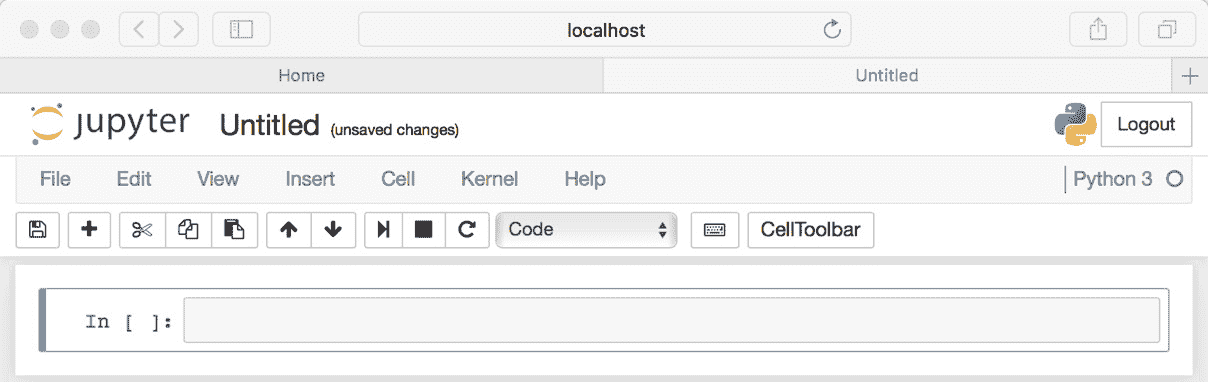 localhost
Home Untitled
jupyter Untitled (unsaved changes) Logout
File Edit View Insert Cell Kernel Help Python 3
Code CellToolbar
In [ ]: